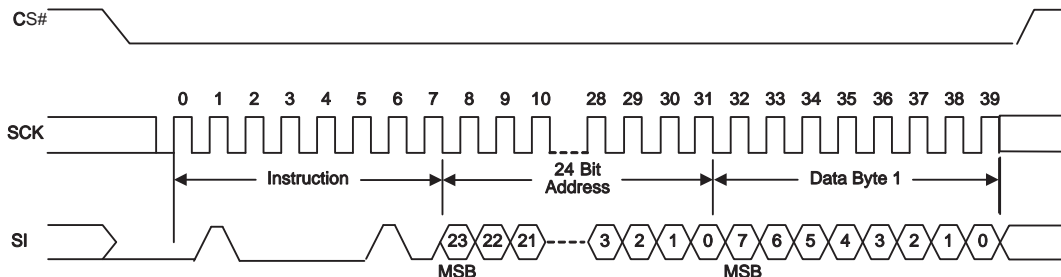 CS#
0 1 2 3 4 5 6 7 8 9 10 28 29 30 31 32 33 34 35 36 37 38 39
SCK
Instruction
24 Bit
Address
Data Byte 1
SI
23 22 21 3 2 1 0 7 6 5 4 3 2 1 0
MSB MSB